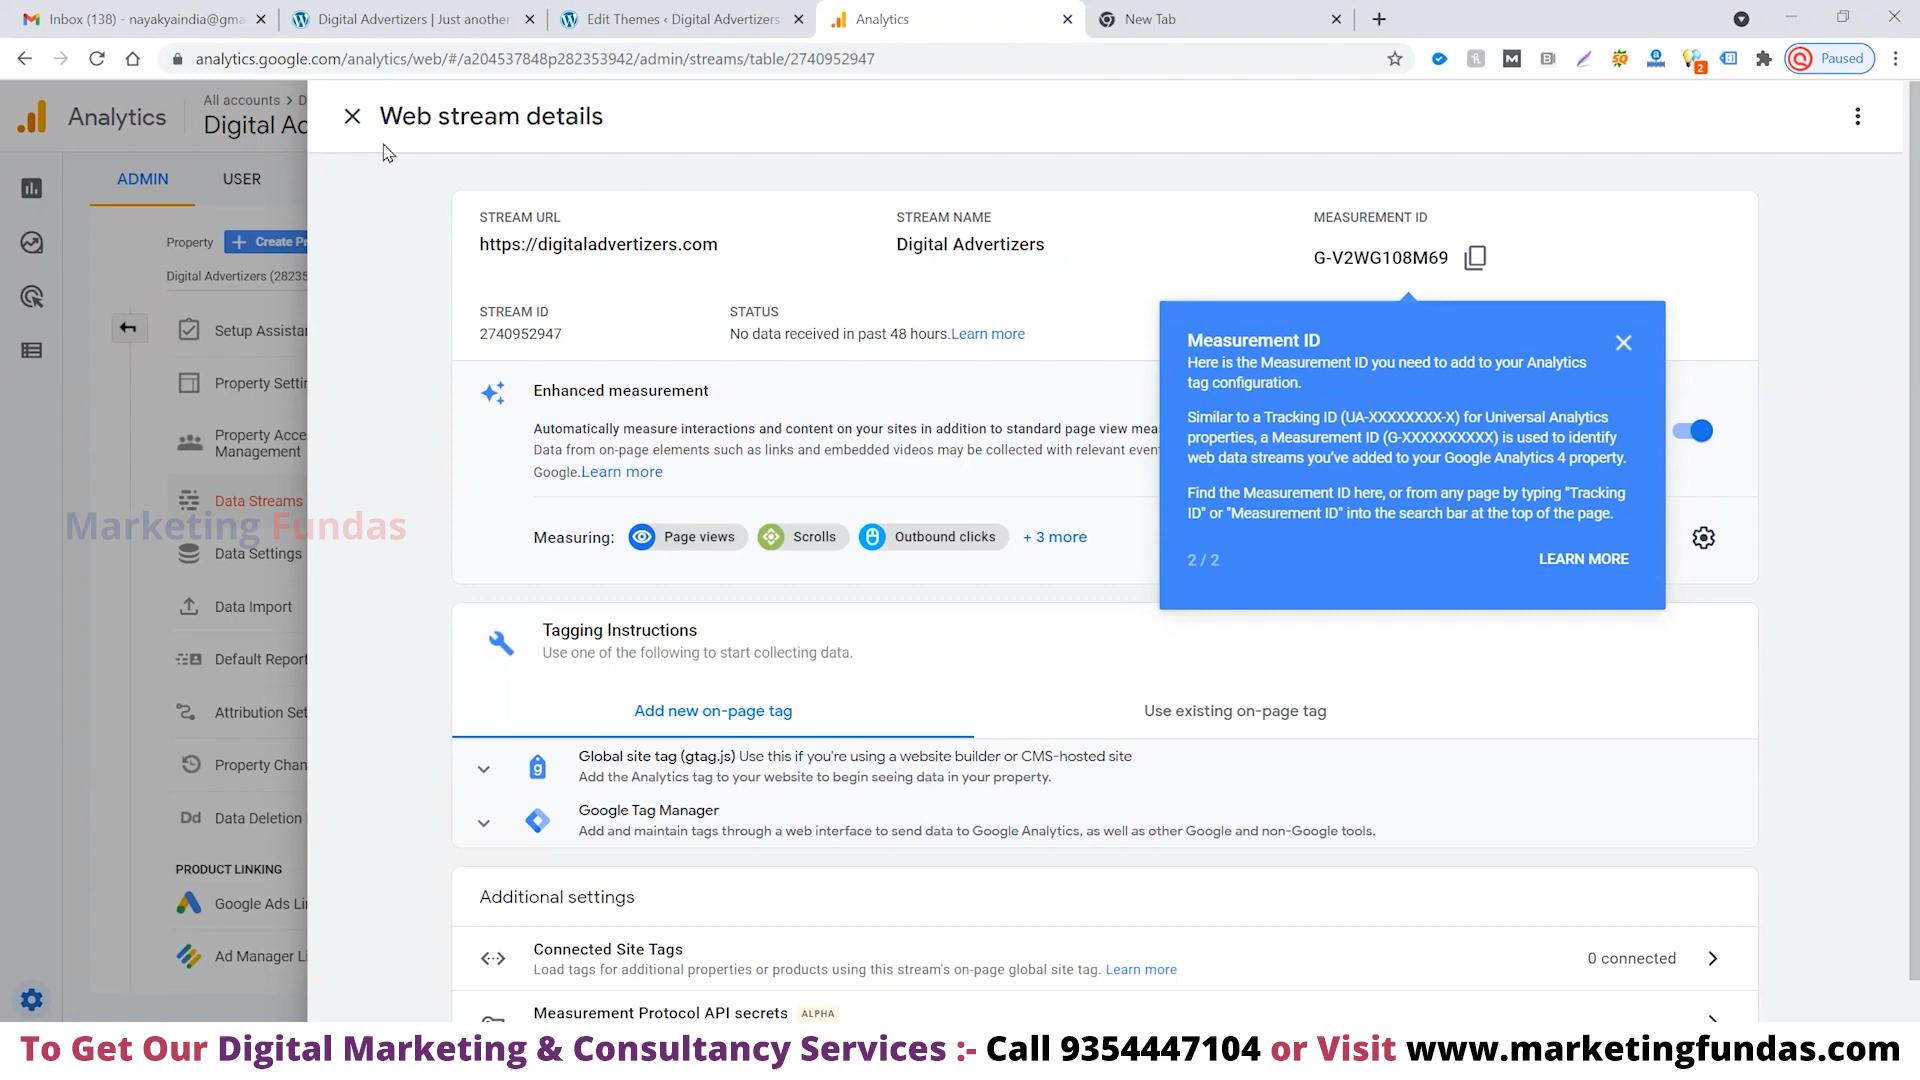 Inbox (138) - nayakyaindia@gma
Digital Advertizers | Just another
Edit Themes ‹ Digital Advertizers
Analytics
New Tab
analytics.google.com/analytics/web/#/a204537848p282353942/admin/streams/table/2740952947
2
Paused
Analytics
All accounts > D
Digital Ad
Web stream details
ADMIN
USER
Property
Create Pr
Digital Advertizers (28235
Setup Assistan
Property Settin
Property Acce
Management
Data Streams
Data Settings
Data Import
Default Report
Attribution Set
Property Chan
Dd Data Deletion
PRODUCT LINKING
Google Ads Li
Ad Manager Li
Marketing Fundas
STREAM URL
https://digitaladvertizers.com
STREAM NAME
Digital Advertizers
MEASUREMENT ID
G-V2WG108M69
STREAM ID
2740952947
STATUS
No data received in past 48 hours.Learn more
Enhanced measurement
Automatically measure interactions and content on your sites in addition to standard page view mea
Data from on-page elements such as links and embedded videos may be collected with relevant even
Google.Learn more
Measuring:
Page views
Scrolls
Outbound clicks
+ 3 more
Measurement ID
Here is the Measurement ID you need to add to your Analytics
tag configuration.
Similar to a Tracking ID (UA-XXXXXXXX-X) for Universal Analytics
properties, a Measurement ID (G-XXXXXXXXXX) is used to identify
web data streams you've added to your Google Analytics 4 property.
Find the Measurement ID here, or from any page by typing "Tracking
ID" or "Measurement ID" into the search bar at the top of the page.
2 / 2
LEARN MORE
Tagging Instructions
Use one of the following to start collecting data.
Add new on-page tag
Use existing on-page tag
Global site tag (gtag.js) Use this if you're using a website builder or CMS-hosted site
Add the Analytics tag to your website to begin seeing data in your property.
Google Tag Manager
Add and maintain tags through a web interface to send data to Google Analytics, as well as other Google and non-Google tools.
Additional settings
Connected Site Tags
Load tags for additional properties or products using this stream's on-page global site tag. Learn more
0 connected
Measurement Protocol API secrets ALPHA
To Get Our Digital Marketing & Consultancy Services :- Call 9354447104 or Visit www.marketingfundas.com